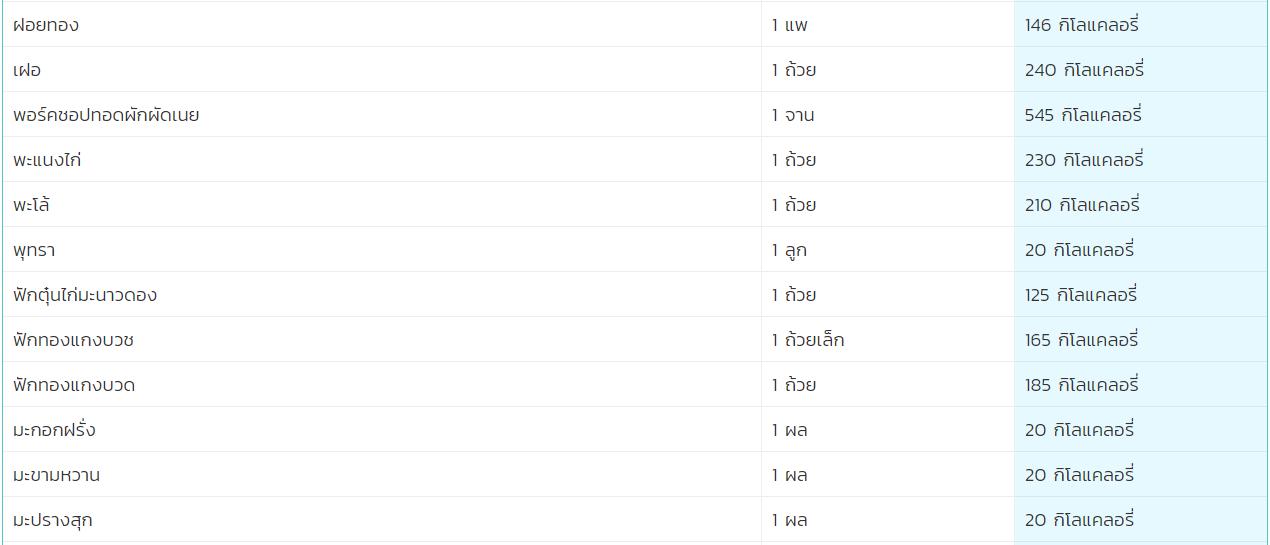 ฝอยทอง 1 แพ 146 กิโลแคลอรี่
เฝอ 1 ถ้วย 240 กิโลแคลอรี่
พอร์คชอปทอดผักผัดเนย 1 จาน 545 กิโลแคลอรี่
พะแนงไก่ 1 ถ้วย 230 กิโลแคลอรี่
พะโล้ 1 ถ้วย 210 กิโลแคลอรี่
พุทรา 1 ลูก 20 กิโลแคลอรี่
ฟักตุ๋นไก่มะนาวดอง 1 ถ้วย 125 กิโลแคลอรี่
ฟักทองแกงบวช 1 ถ้วยเล็ก 165 กิโลแคลอรี่
ฟักทองแกงบวด 1 ถ้วย 185 กิโลแคลอรี่
มะกอกฝรั่ง 1 ผล 20 กิโลแคลอรี่
มะขามหวาน 1 ผล 20 กิโลแคลอรี่
มะปรางสุก 1 ผล 20 กิโลแคลอรี่